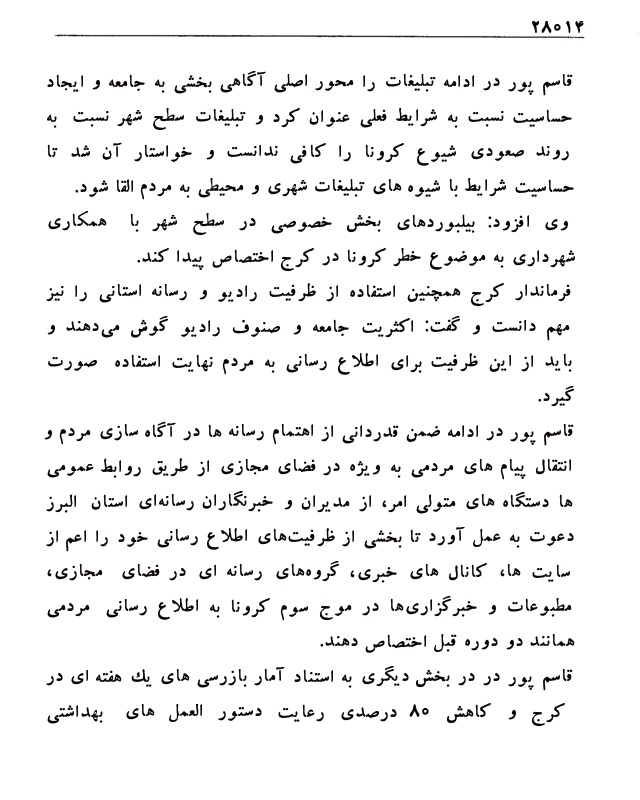 ۲۸۰۱۴
قاسم پور در ادامه تبلیغات را محور اصلی آگاهی بخشی به جامعه و ایجاد
حساسیت نسبت به شرایط فعلی عنوان کرد و تبلیغات سطح شهر نسبت به
روند صعودی شیوع کرونا را کافی ندانست و خواستار آن شد تا
حساسیت شرایط با شیوه های تبلیغات شهری و محیطی به مردم القا شود.
وی افزود: بیلبوردهای بخش خصوصی در سطح شهر با همکاری
شهرداری به موضوع خطر کرونا در کرج اختصاص پیدا کند.
فرماندار کرج همچنین استفاده از ظرفیت رادیو و رسانه استانی را نیز
مهم دانست و گفت: اکثریت جامعه و صنوف رادیو گوش می‌دهند و
باید از این ظرفیت برای اطلاع رسانی به مردم نهایت استفاده صورت
گیرد.
قاسم پور در ادامه ضمن قدردانی از اهتمام رسانه ها در آگاه سازی مردم و
انتقال پیام های مردمی به ویژه در فضای مجازی از طریق روابط عمومی
ها دستگاه های متولی امر، از مدیران و خبرنگاران رسانه‌ای استان البرز
دعوت به عمل آورد تا بخشی از ظرفیت‌های اطلاع رسانی خود را اعم از
سایت ها، کانال های خبری، گروه‌های رسانه ای در فضای مجازی،
مطبوعات و خبرگزاری‌ها در موج سوم کرونا به اطلاع رسانی مردمی
همانند دو دوره قبل اختصاص دهند.
قاسم پور در در بخش دیگری به استناد آمار بازرسی های یك هفته ای در
کرج و کاهش ۸۰ درصدی رعایت دستور العمل های بهداشتی